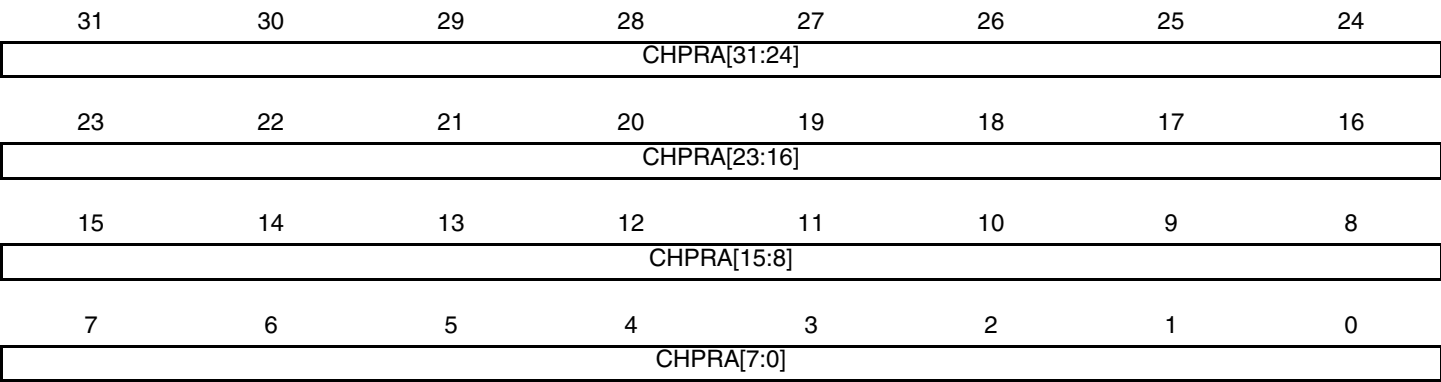 31 30 29 28 27 26 25 24
CHPRA[31:24]
23 22 21 20 19 18 17 16
CHPRA[23:16]
15 14 13 12 11 10 9 8
CHPRA[15:8]
7 6 5 4 3 2 1 0
CHPRA[7:0]